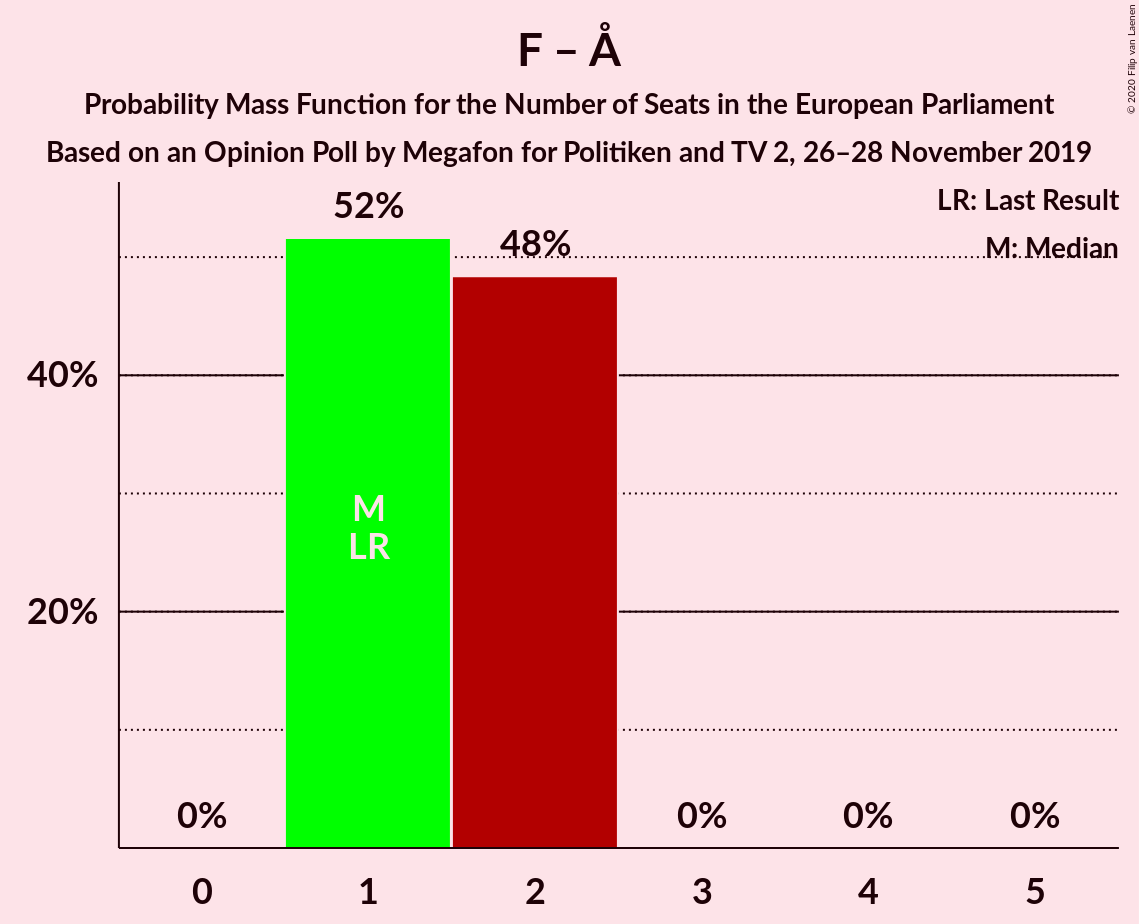 F – Å
Probability Mass Function for the Number of Seats in the European Parliament
Based on an Opinion Poll by Megafon for Politiken and TV 2, 26–28 November 2019
© 2020 Filip van Laenen
LR: Last Result
M: Median
52%
48%
40%
20%
M
LR
0%
0%
0%
0%
0
1
2
3
4
5